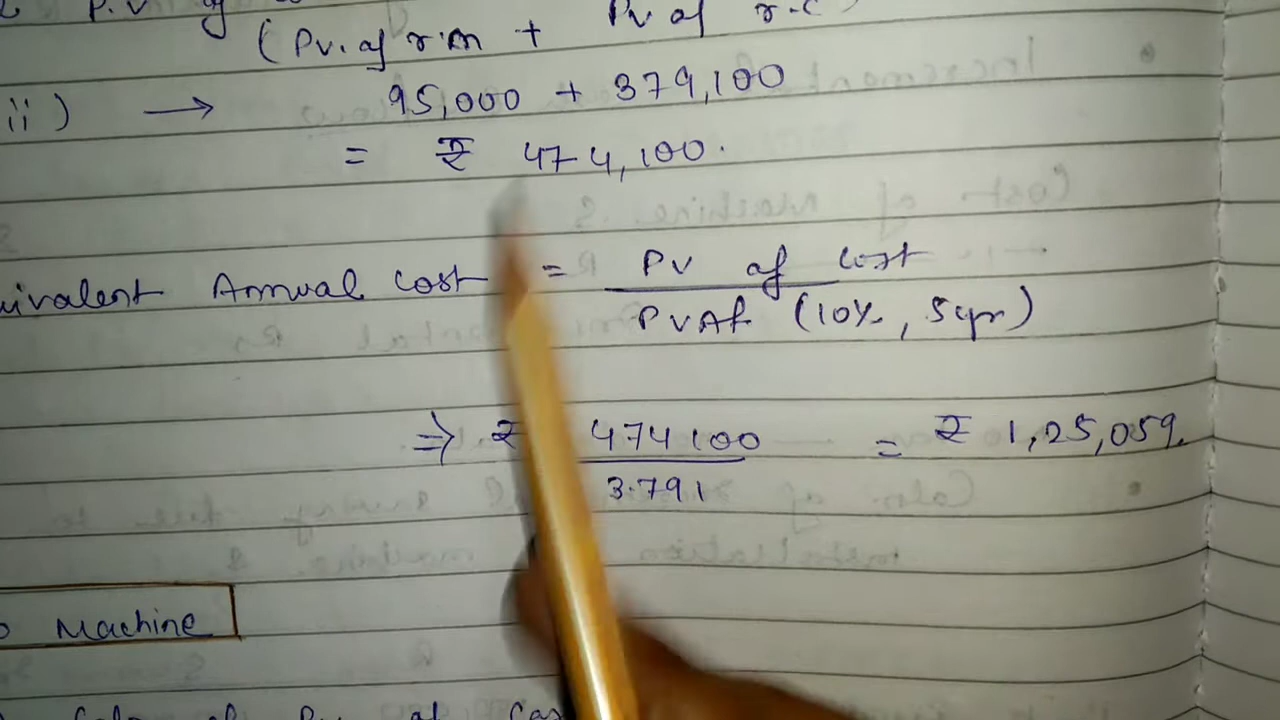 P.V of
(Pv. of r.m + Pv of r.c)
ii) → 95,000 + 379,100
= ₹ 474,100.
uivalent Annual Cost = PV of Cost
PVAF (10%, 5yr)
⇒ ₹ 474100 = ₹ 1,25,059.
3.791
Machine